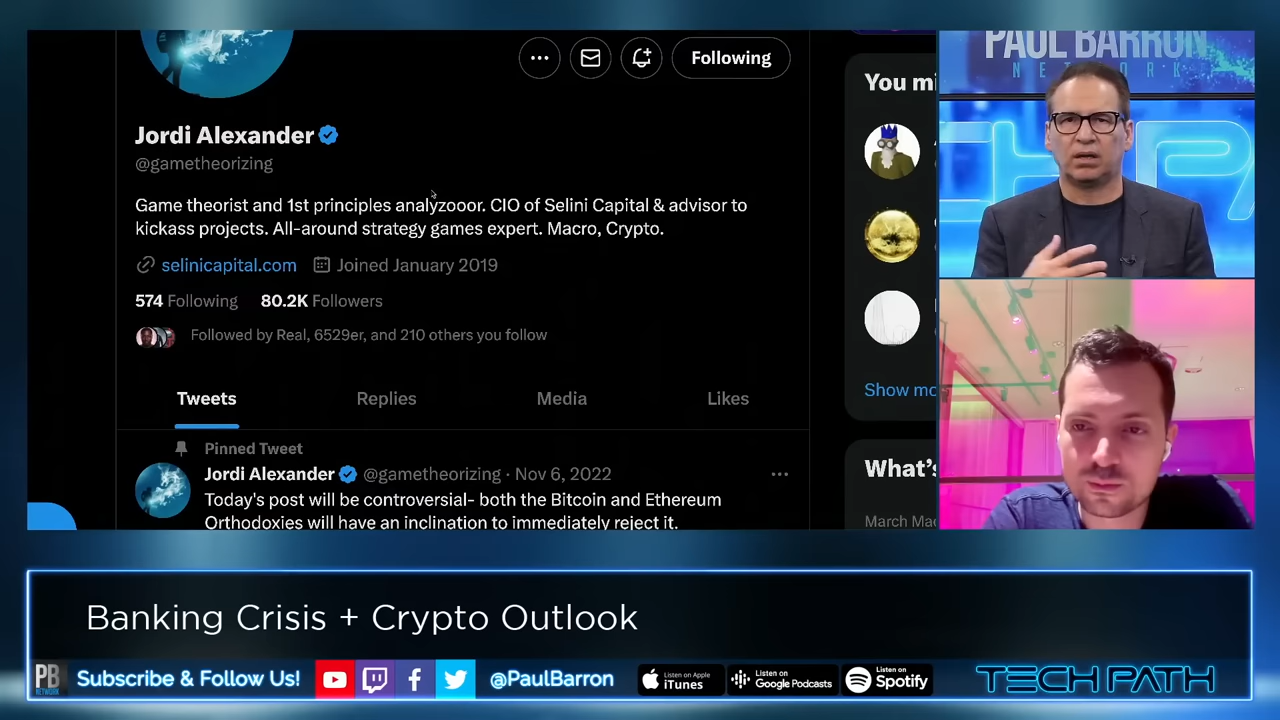 Following
Jordi Alexander
@gametheorizing
Game theorist and 1st principles analyzooor. CIO of Selini Capital & advisor to
kickass projects. All-around strategy games expert. Macro, Crypto.
selinicapital.com Joined January 2019
574 Following 80.2K Followers
Followed by Real, 6529er, and 210 others you follow
Tweets Replies Media Likes
Pinned Tweet
Jordi Alexander @gametheorizing · Nov 6, 2022
Today's post will be controversial- both the Bitcoin and Ethereum
Orthodoxies will have an inclination to immediately reject it.
You mi
Show mo
What's
March Ma
PAUL BARRON
NETWORK
Banking Crisis + Crypto Outlook
PB
NETWORK
Subscribe & Follow Us!
@PaulBarron
Listen on Apple
iTunes
Listen on
Google Podcasts
Listen on
Spotify
TECH PATH